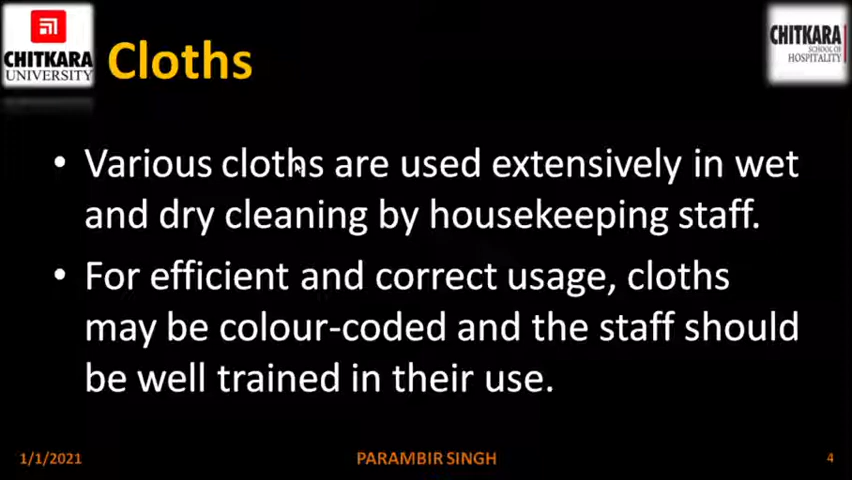 CHITKARA
UNIVERSITY
Cloths
CHITKARA
SCHOOL OF
HOSPITALITY
• Various cloths are used extensively in wet
and dry cleaning by housekeeping staff.
• For efficient and correct usage, cloths
may be colour-coded and the staff should
be well trained in their use.
1/1/2021
PARAMBIR SINGH
4